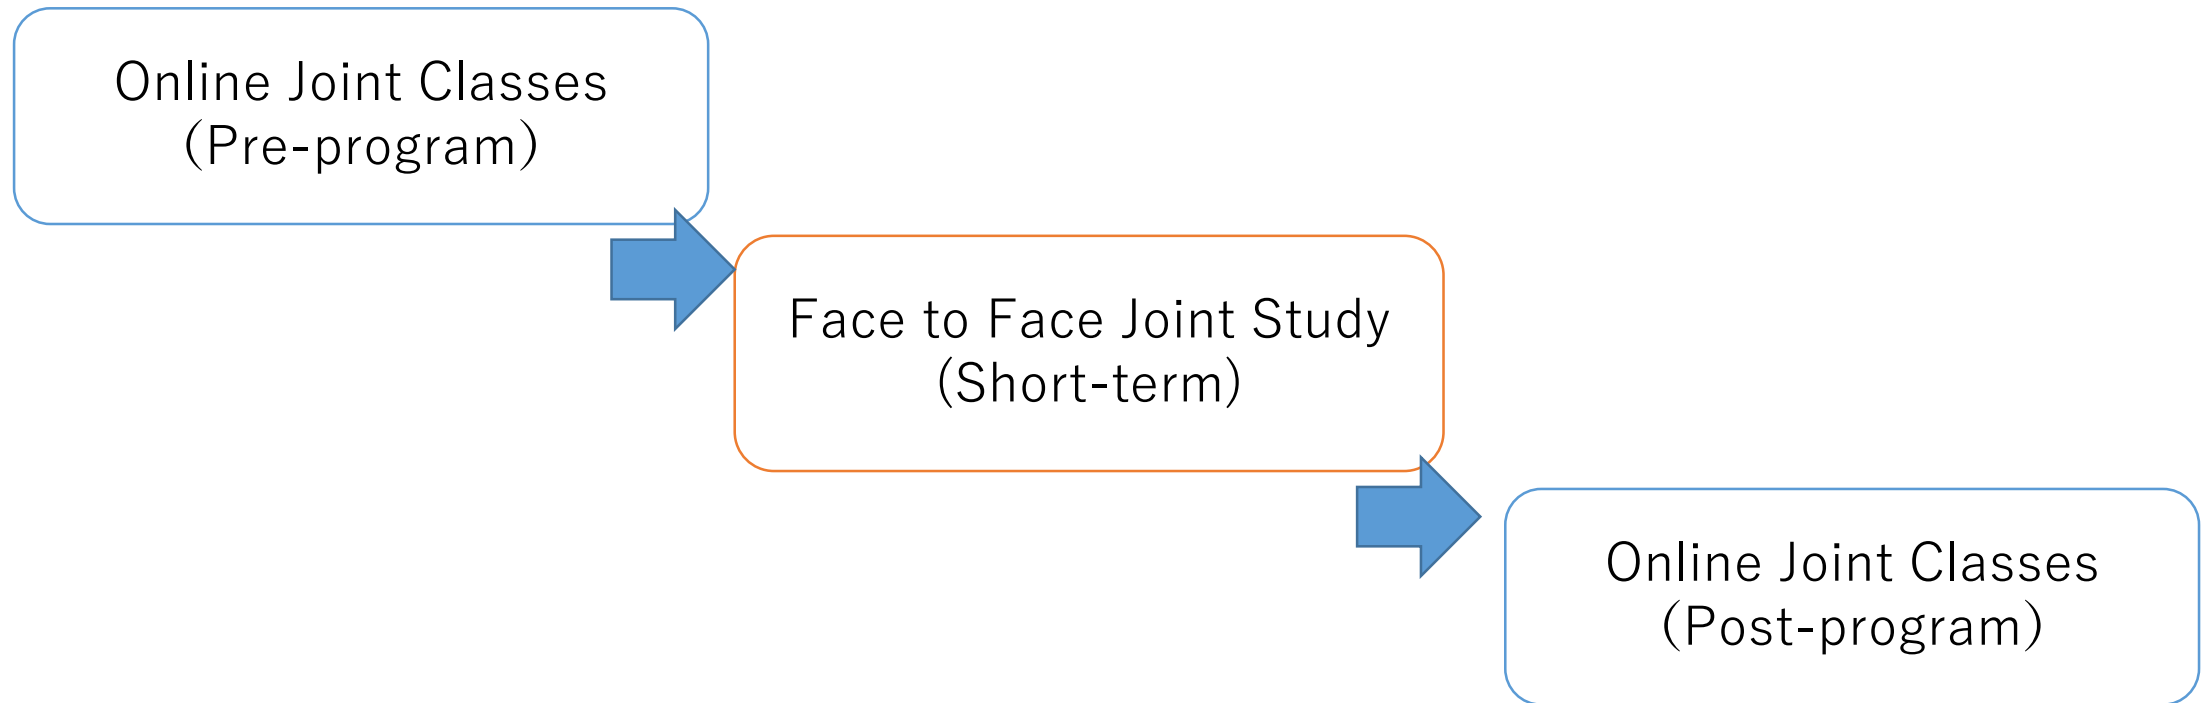 Online Joint Classes
(Pre-program)
Face to Face Joint Study
(Short-term)
Online Joint Classes
(Post-program)